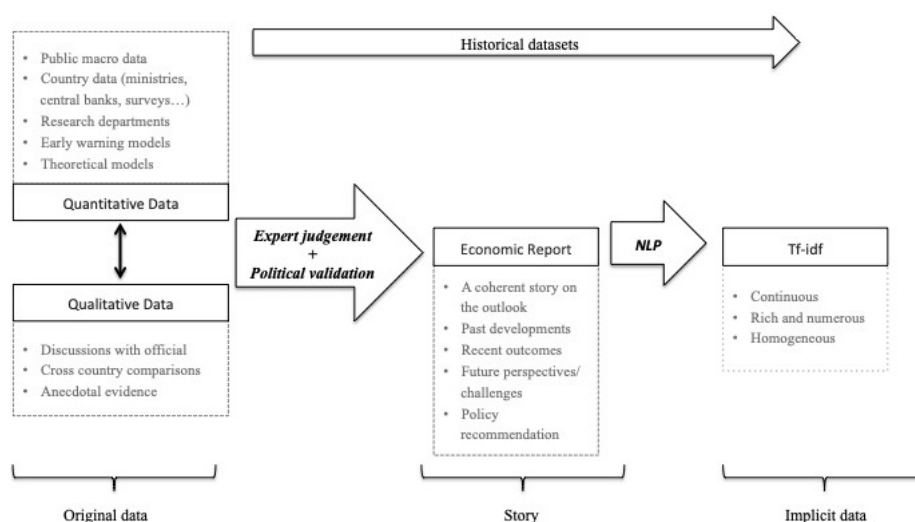 Historical datasets
• Public macro data
• Country data (ministries,
central banks, surveys…)
• Research departments
• Early warning models
• Theoretical models
Quantitative Data
Qualitative Data
• Discussions with official
• Cross country comparisons
• Anecdotal evidence
Original data
Expert judgement
+
Political validation
Economic Report
• A coherent story on
the outlook
• Past developments
• Recent outcomes
• Future perspectives/
challenges
• Policy
recommendation
Story
NLP
Tf-idf
• Continuous
• Rich and numerous
• Homogeneous
Implicit data